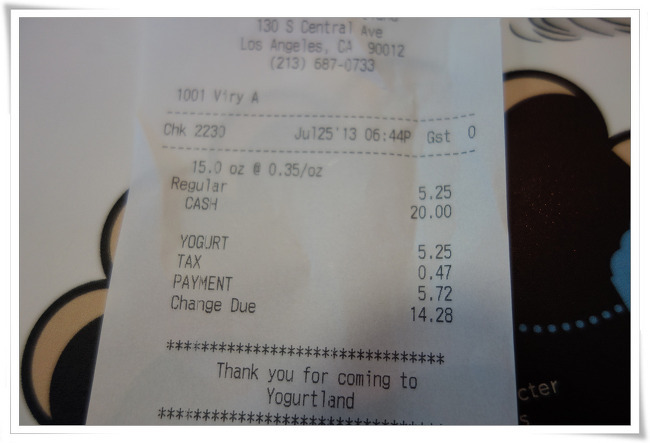 130 S Central Ave
Los Angeles, CA 90012
(213) 687-0733
1001 Viry A
Chk 2230 Jul25'13 06:44P Gst 0
15.0 oz @ 0.35/oz
Regular 5.25
CASH 20.00
YOGURT 5.25
TAX 0.47
PAYMENT 5.72
Change Due 14.28
*******************************
Thank you for coming to
Yogurtland
*******************************
cter
s